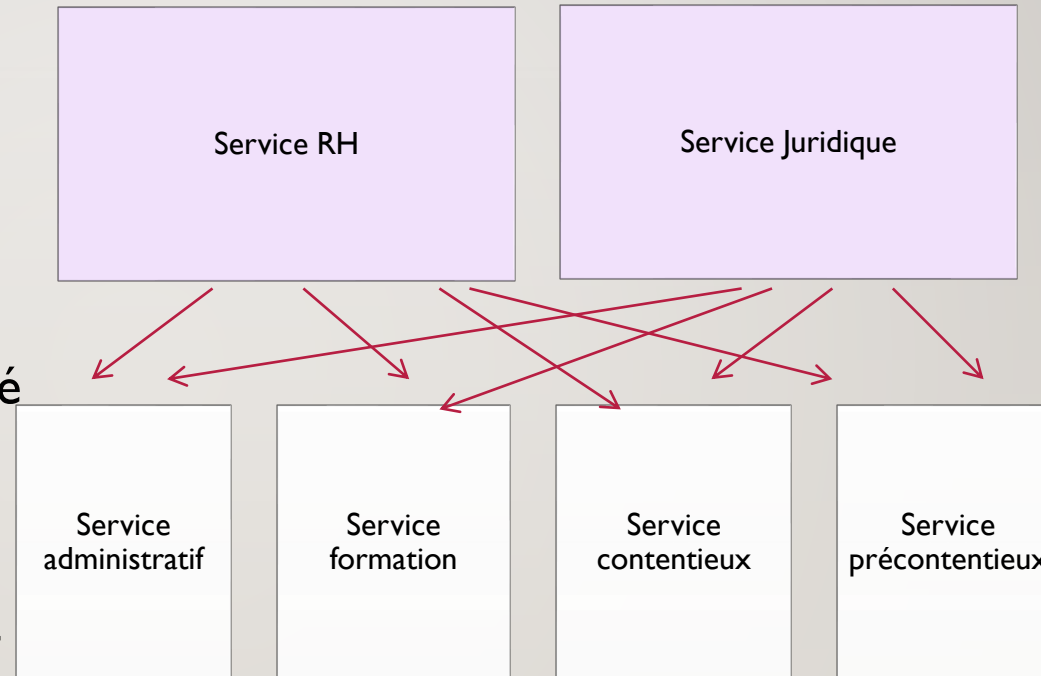 Service RH
Service Juridique
é
Service
administratif
Service
formation
Service
contentieux
Service
précontentieux